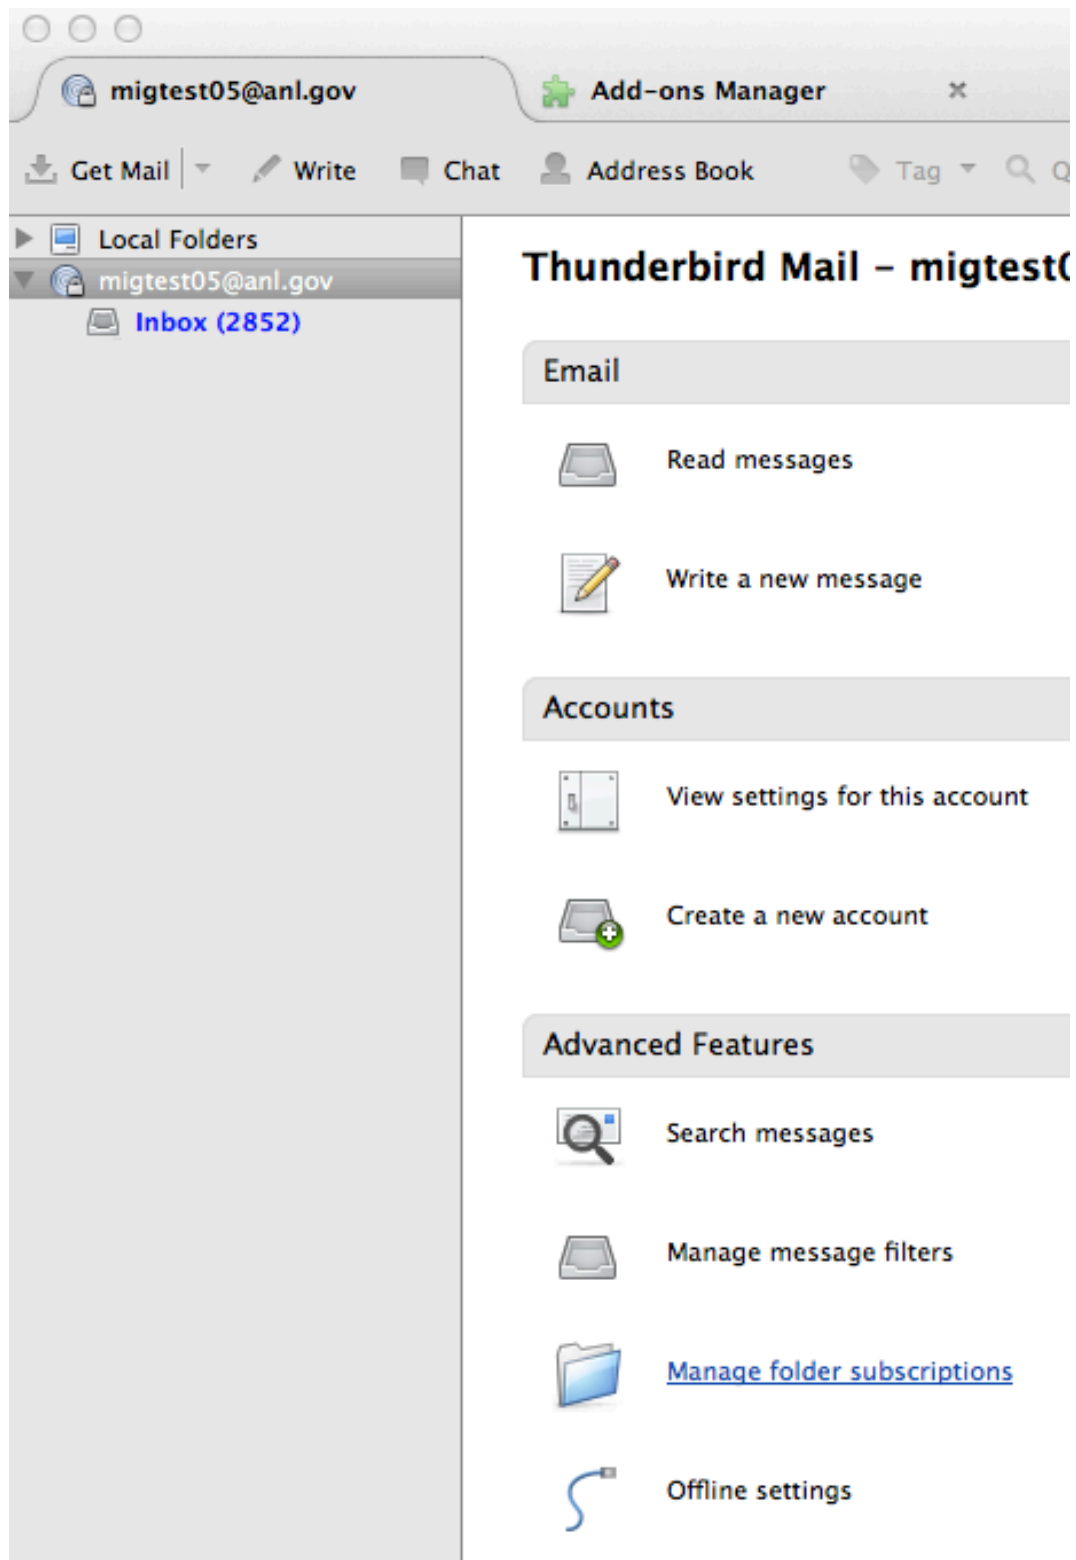 migtest05@anl.gov Add-ons Manager
Get Mail Write Chat Address Book Tag Q
Local Folders
migtest05@anl.gov
Inbox (2852)
Thunderbird Mail – migtest0
Email
Read messages
Write a new message
Accounts
View settings for this account
Create a new account
Advanced Features
Search messages
Manage message filters
Manage folder subscriptions
Offline settings